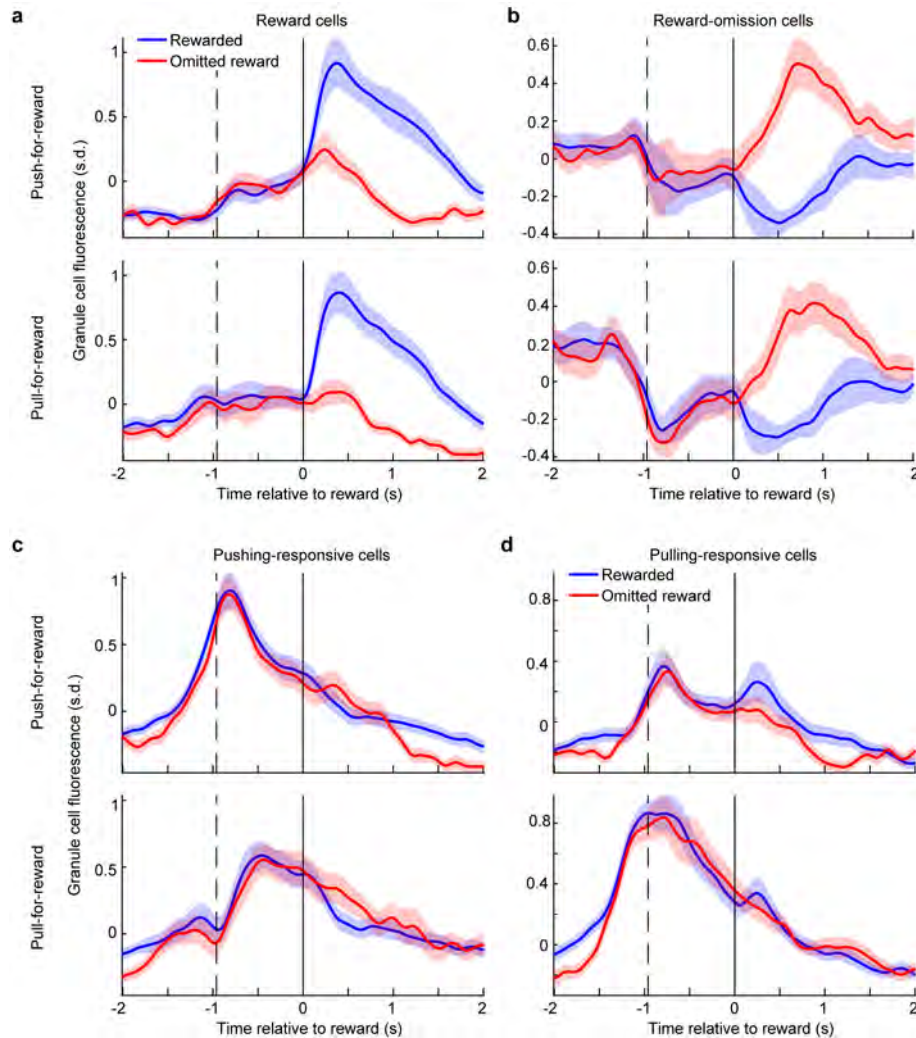 a
Reward cells
Rewarded
Omitted reward
Push-for-reward
Pull-for-reward
Granule cell fluorescence (s.d.)
1
0.5
0
1
0.5
0
-2 -1 0 1 2
Time relative to reward (s)
b
Reward-omission cells
0.6
0.4
0.2
0
-0.2
-0.4
0.6
0.4
0.2
0
-0.2
-0.4
-2 -1 0 1 2
Time relative to reward (s)
c
Pushing-responsive cells
Push-for-reward
Pull-for-reward
Granule cell fluorescence (s.d.)
1
0.5
0
1
0.5
0
-2 -1 0 1 2
Time relative to reward (s)
d
Pulling-responsive cells
Rewarded
Omitted reward
0.8
0.4
0
0.8
0.4
0
-2 -1 0 1 2
Time relative to reward (s)